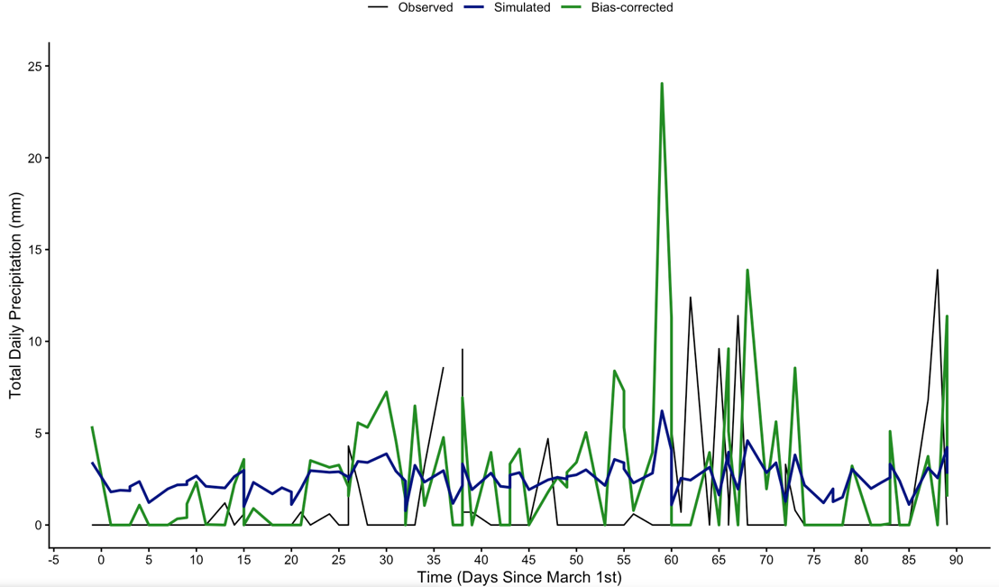 Observed Simulated Bias-corrected
25
20
15
10
5
0
Total Daily Precipitation (mm)
-5 0 5 10 15 20 25 30 35 40 45 50 55 60 65 70 75 80 85 90
Time (Days Since March 1st)